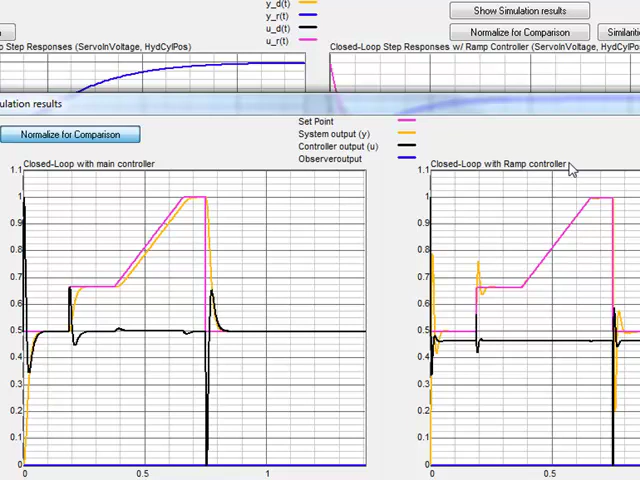 y_d(t)
y_r(t)
u_d(t)
u_r(t)
Show Simulation results
Normalize for Comparison
Step Responses (ServoInVoltage, HydCylPos)
Closed-Loop Step Responses w/ Ramp Controller (ServoInVoltage, HydCylPos)
results
Normalize for Comparison
Set Point
System output (y)
Controller output (u)
Observeroutput
Closed-Loop with main controller
1.1
1
0.9
0.8
0.7
0.6
0.5
0.4
0.3
0.2
0.1
0
0
0.5
1
Closed-Loop with Ramp controller
1.1
1
0.9
0.8
0.7
0.6
0.5
0.4
0.3
0.2
0.1
0
0
0.5